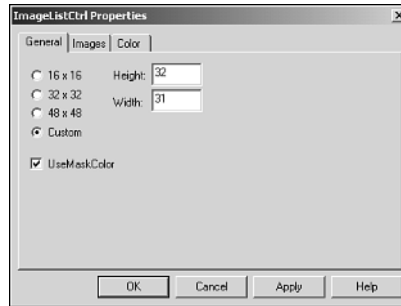 ImageListCtrl Properties
General Images Color
16 x 16 Height: 32
32 x 32
Width: 31
48 x 48
Custom
UseMaskColor
OK Cancel Apply Help